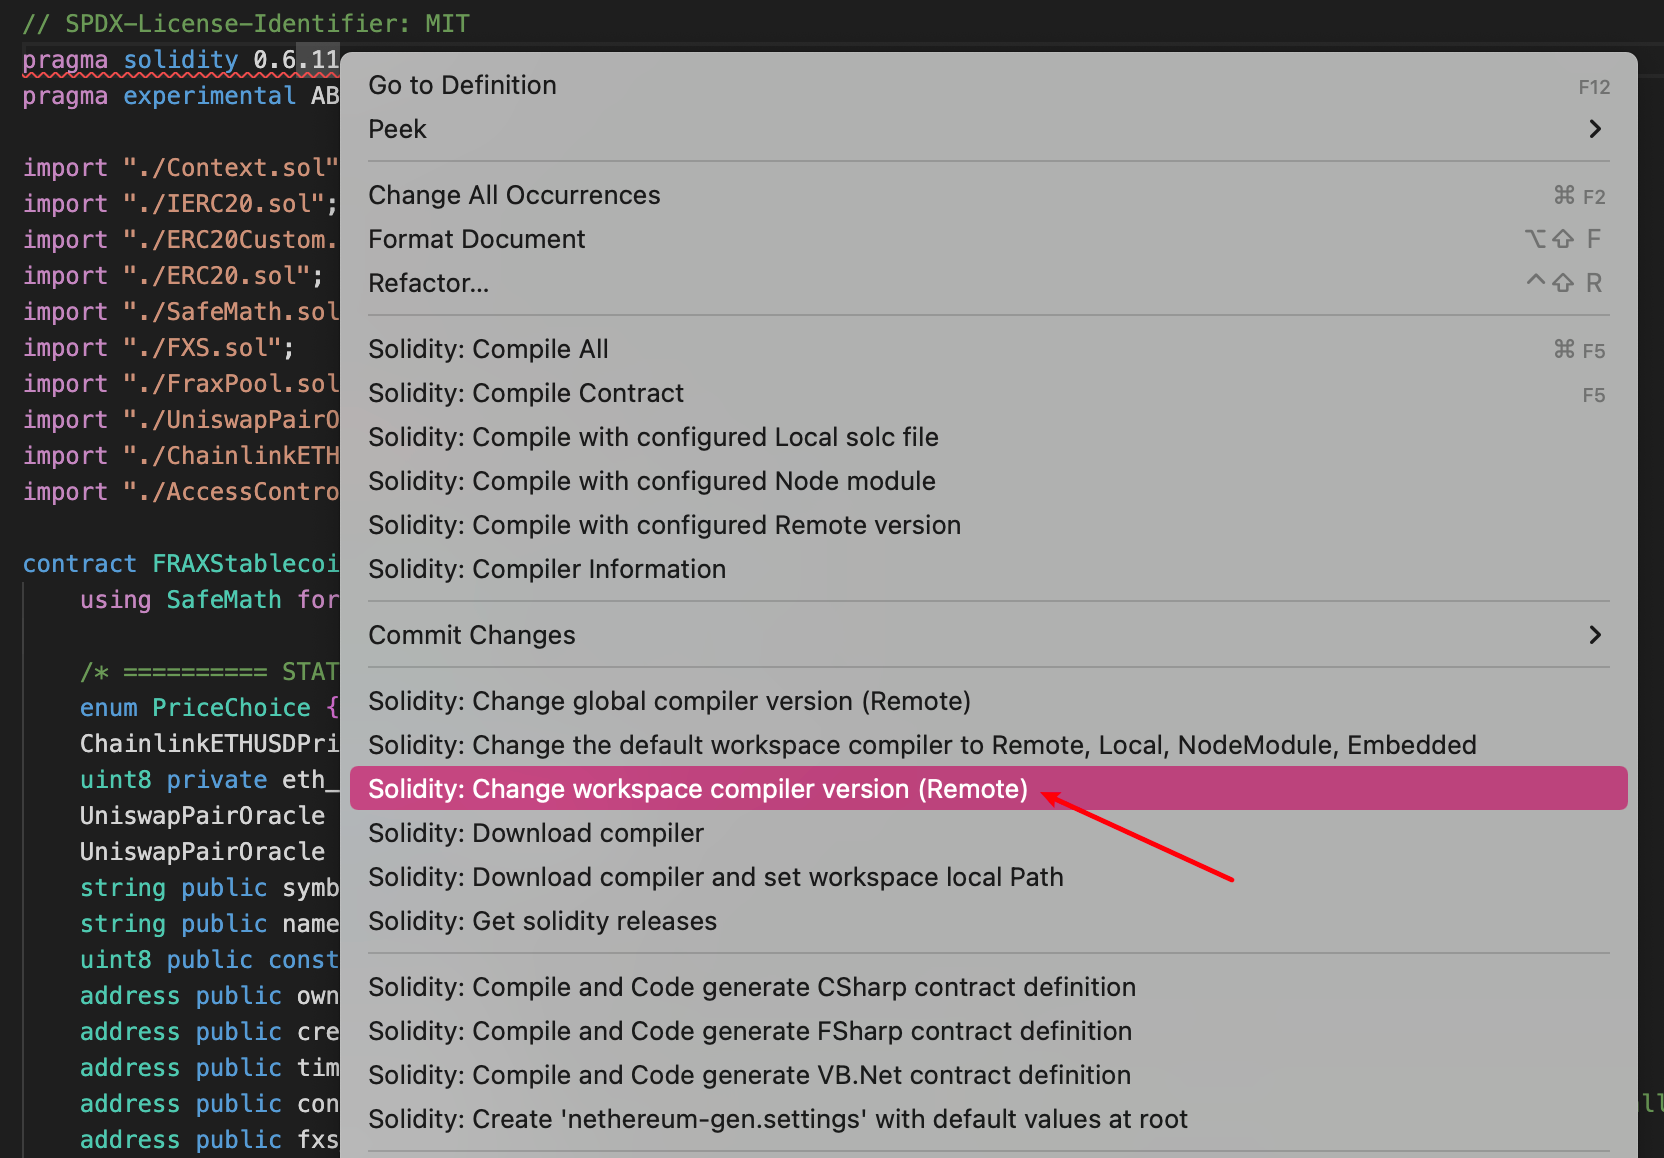 // SPDX-License-Identifier: MIT
pragma solidity 0.6.11
pragma experimental AB
import "./Context.sol"
import "./IERC20.sol";
import "./ERC20Custom.
import "./ERC20.sol";
import "./SafeMath.sol
import "./FXS.sol";
import "./FraxPool.sol
import "./UniswapPairO
import "./ChainlinkETH
import "./AccessContro
contract FRAXStablecoi
using SafeMath for
/* ========== STAT
enum PriceChoice {
ChainlinkETHUSDPri
uint8 private eth_
UniswapPairOracle
UniswapPairOracle
string public symb
string public name
uint8 public const
address public own
address public cre
address public tim
address public con
address public fxs
Go to Definition F12
Peek
Change All Occurrences ⌘ F2
Format Document ⌥⇧ F
Refactor... ^⇧ R
Solidity: Compile All ⌘ F5
Solidity: Compile Contract F5
Solidity: Compile with configured Local solc file
Solidity: Compile with configured Node module
Solidity: Compile with configured Remote version
Solidity: Compiler Information
Commit Changes
Solidity: Change global compiler version (Remote)
Solidity: Change the default workspace compiler to Remote, Local, NodeModule, Embedded
Solidity: Change workspace compiler version (Remote)
Solidity: Download compiler
Solidity: Download compiler and set workspace local Path
Solidity: Get solidity releases
Solidity: Compile and Code generate CSharp contract definition
Solidity: Compile and Code generate FSharp contract definition
Solidity: Compile and Code generate VB.Net contract definition
Solidity: Create 'nethereum-gen.settings' with default values at root